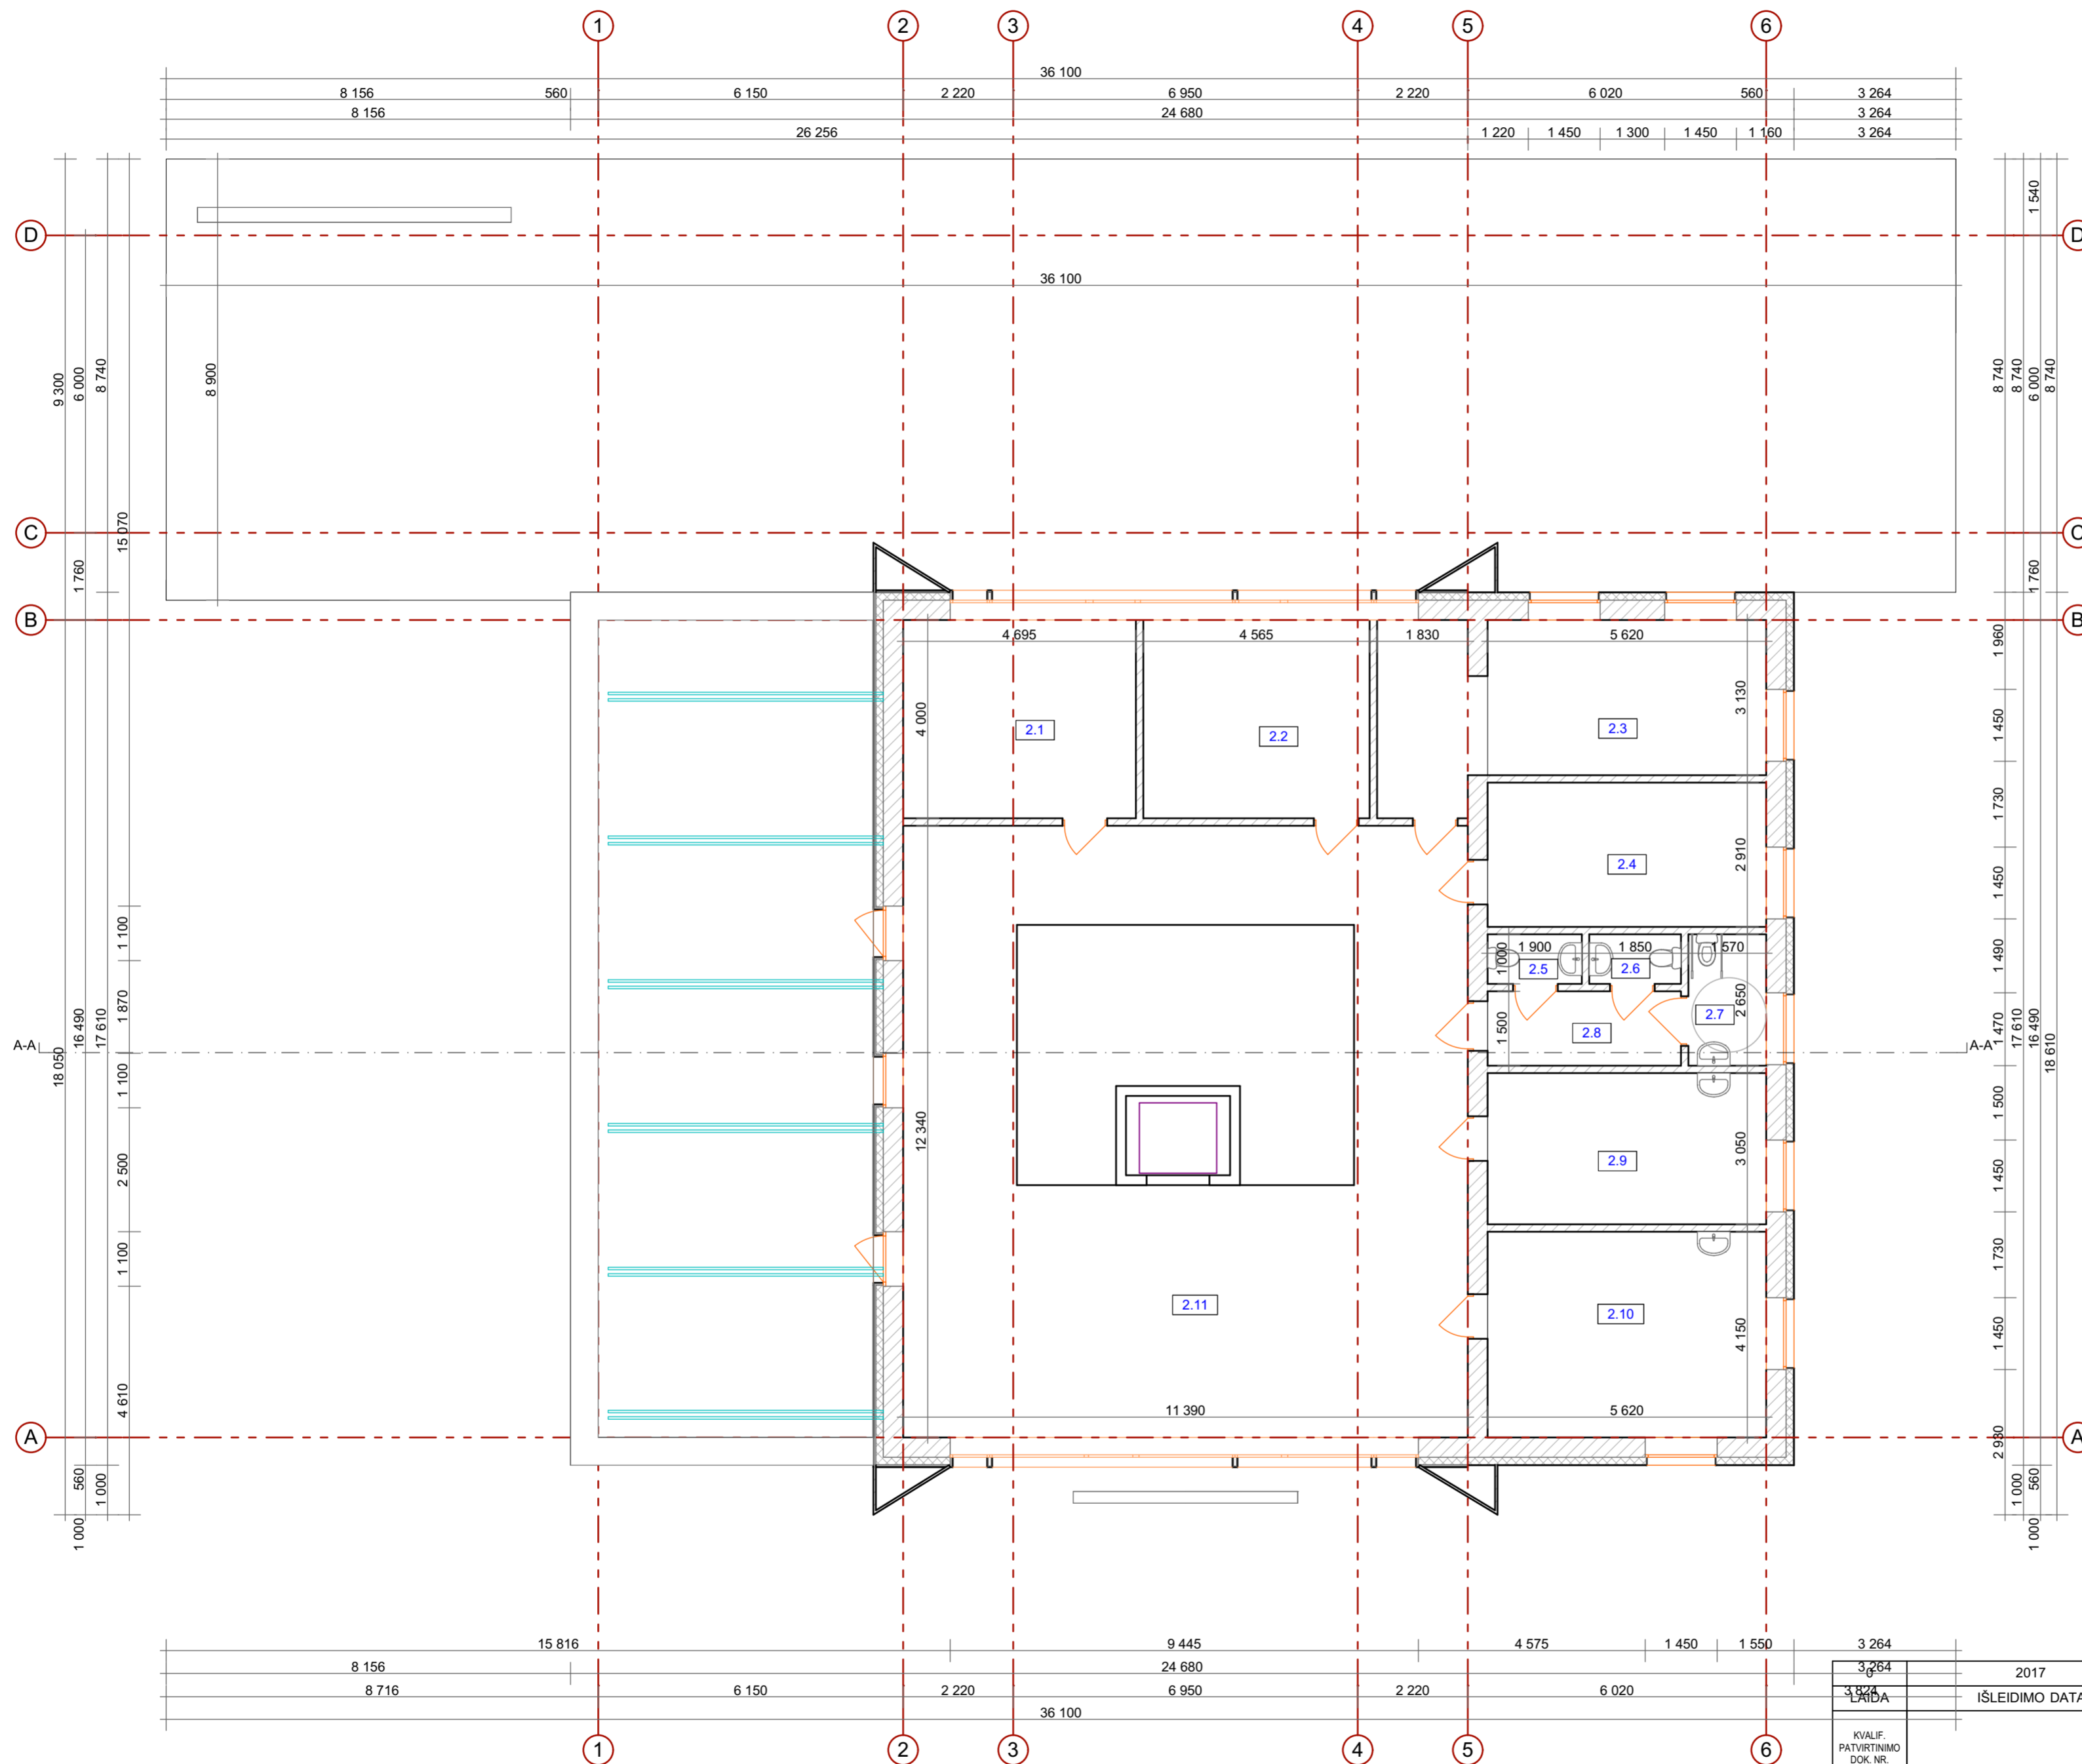 1 2 3 4 5 6
36 100
8 156 560 6 150 2 220 6 950 2 220 6 020 560 3 264
8 156 24 680 3 264
26 256 1 220 1 450 1 300 1 450 1 160 3 264
D D
1 540
36 100
9 300 6 000 8 740 8 900 8 740 8 740 6 000 8 740
C C
1 760 15 070 1 760
B B
4 695 4 565 1 830 5 620 1 960
4 000 2.1 2.2 2.3 3 130 1 450
1 730
2.4 2 910 1 450
1 100 1 000 1 900 1 850 1 570 1 490
2.5 2.6
1 870 2 650
18 050 16 490 17 610 1 500 2.8 2.7 1 470 17 610 16 490 18 610
A-A A-A
1 100 1 500
12 340 2.9 3 050
2 500 1 450
1 100 1 730
2.11 2.10 4 150 1 450
4 610 11 390 5 620
A A
2 930
560 1 000 1 000 560
1 000 1 000
15 816 9 445 4 575 1 450 1 550 3 264
8 156 24 680 3 264
0 2017
8 716 6 150 2 220 6 950 2 220 6 020 3 824
LAIDA IŠLEIDIMO DATA
36 100
KVALIF.
PATVIRTINIMO
DOK. NR.
1 2 3 4 5 6